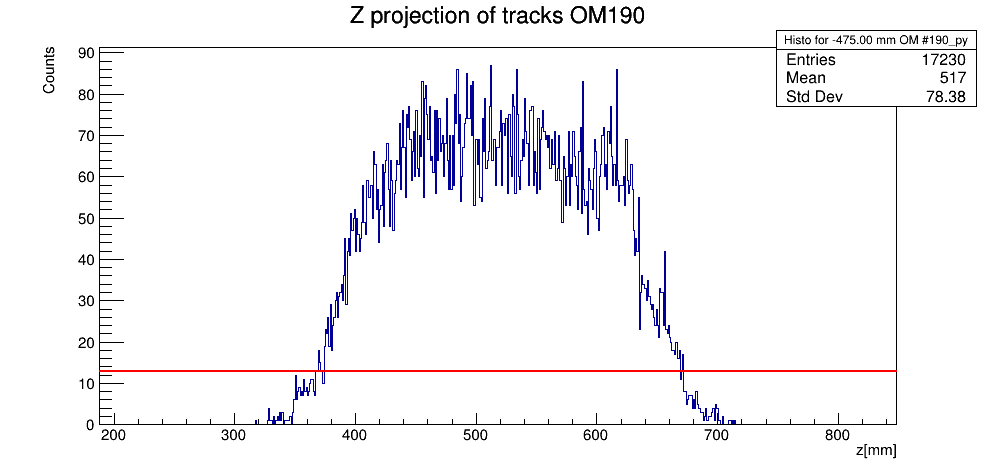 Z projection of tracks OM190
Histo for -475.00 mm OM #190_py
Entries 17230
Mean 517
Std Dev 78.38
Counts
90
80
70
60
50
40
30
20
10
0
200 300 400 500 600 700 800
z[mm]